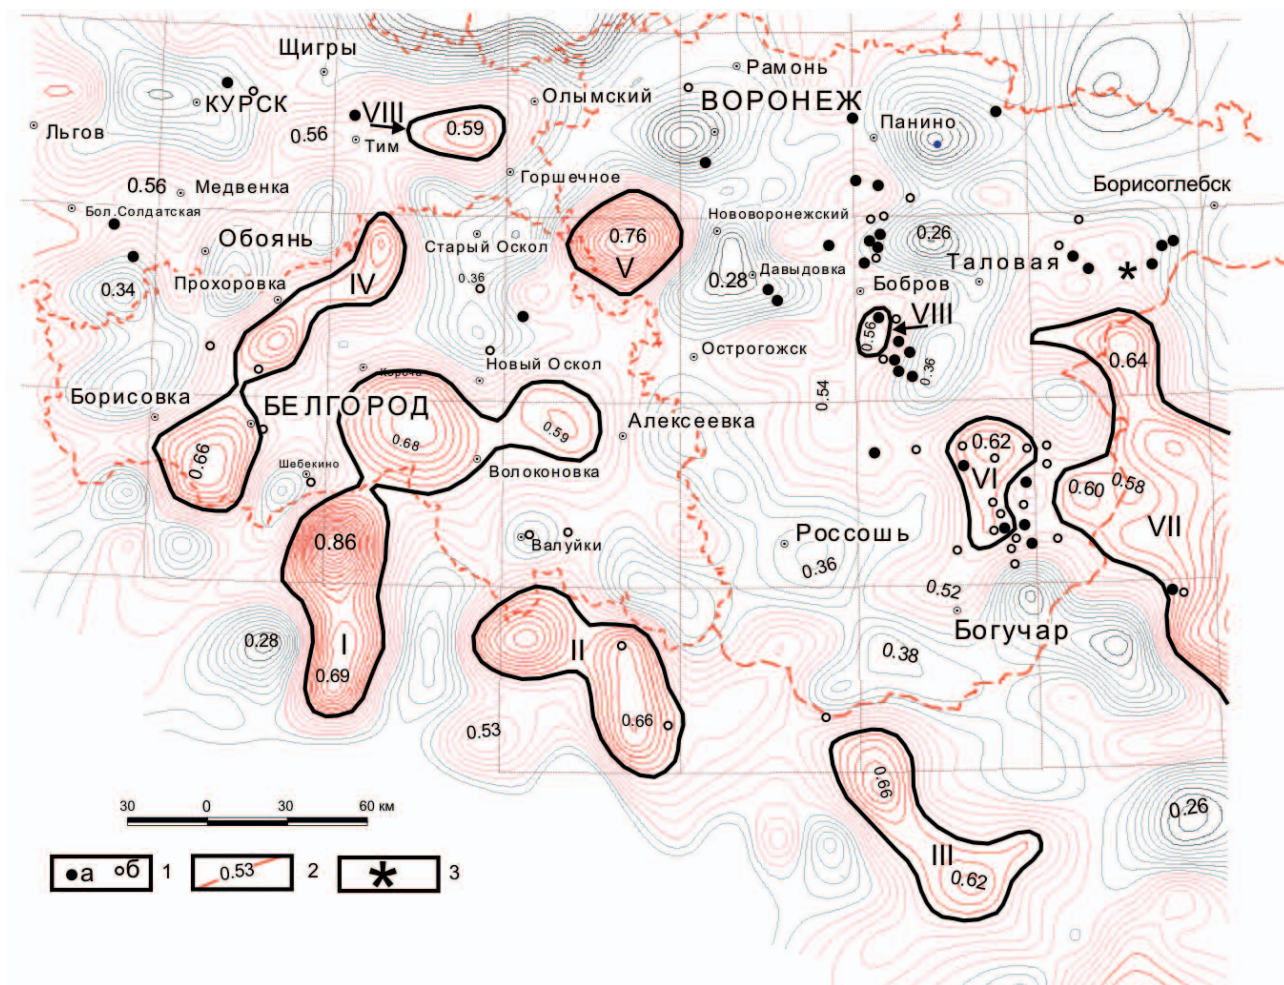 Щигры
Рамонь
КУРСК
VIII
0.59
Олымский
ВОРОНЕЖ
Панино
Льгов
0.56
Тим
Горшечное
0.56
Медвенка
Борисоглебск
Бол.Солдатская
Обоянь
Старый Оскол
0.76
V
Нововоронежский
0.26
Таловая
*
0.34
Прохоровка
IV
0.36
0.28
Давыдовка
Бобров
0.56
VIII
0.36
Острогожск
0.64
Короча
Новый Оскол
0.54
Борисовка
БЕЛГОРОД
0.68
0.59
Алексеевка
0.66
Шебекино
Волоконовка
0.62
VI
0.60
0.58
VII
0.86
Валуйки
Россошь
0.36
0.52
Богучар
0.28
I
II
0.38
0.69
0.66
0.53
0.66
0.26
III
0.62
30 0 30 60 км
а б 1
0.53 2
* 3